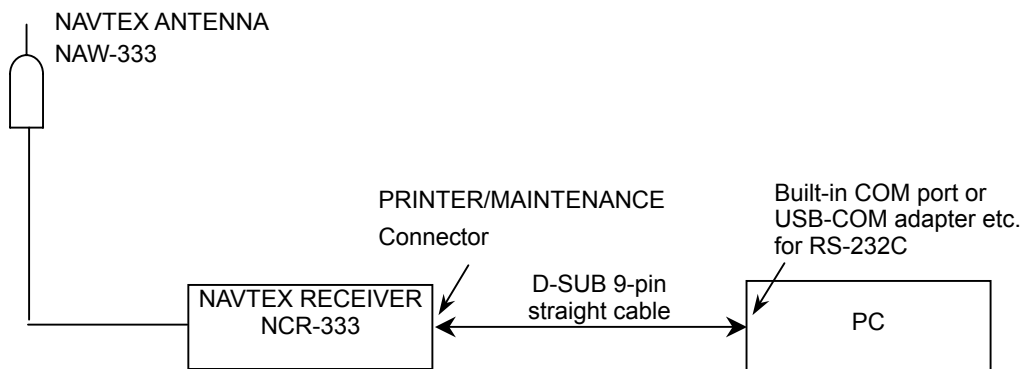 NAVTEX ANTENNA
NAW-333
PRINTER/MAINTENANCE
Connector
Built-in COM port or
USB-COM adapter etc.
for RS-232C
NAVTEX RECEIVER
NCR-333
D-SUB 9-pin
straight cable
PC